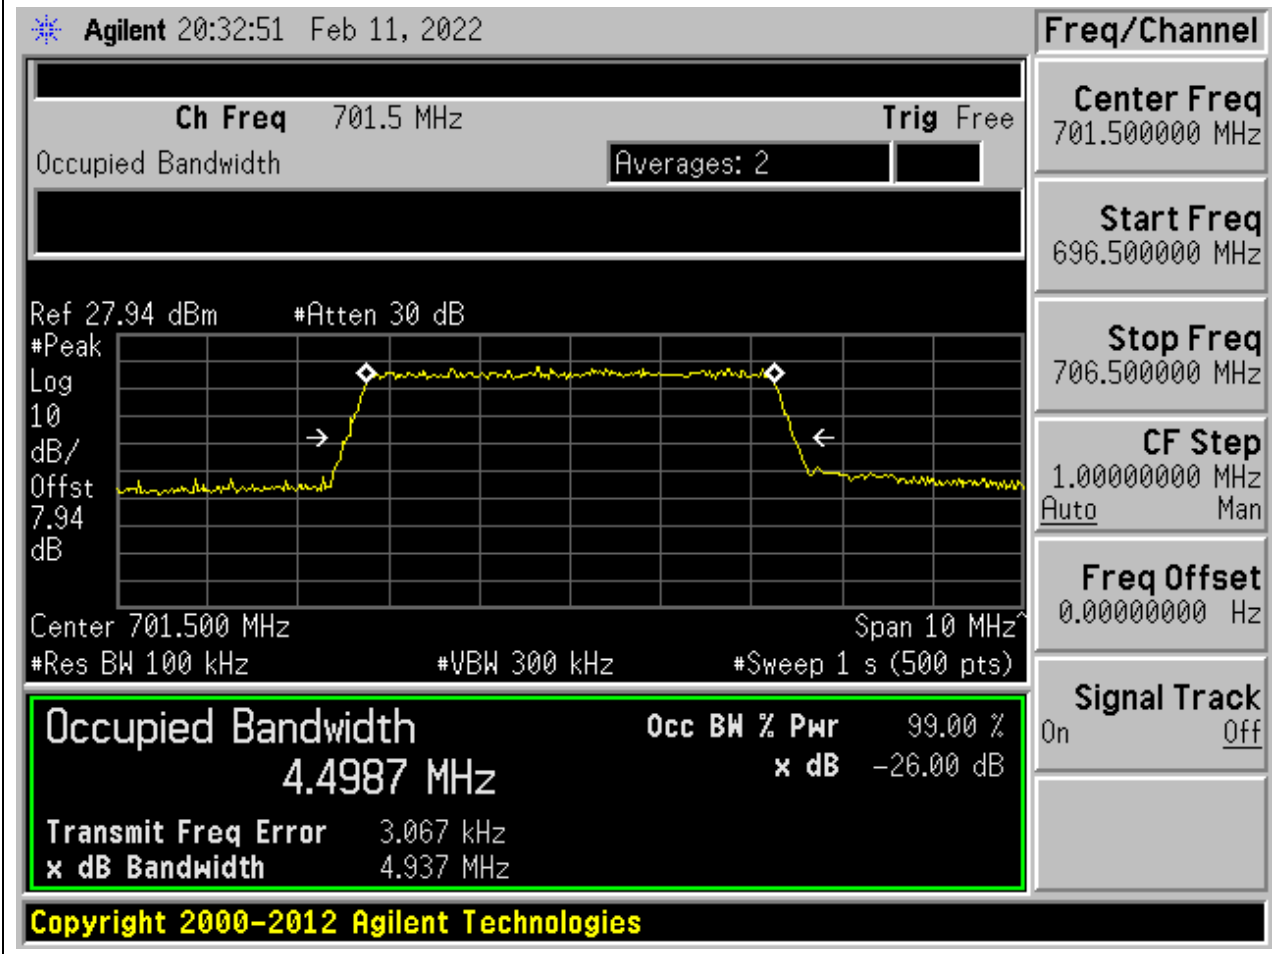 Agilent 20:32:51 Feb 11, 2022
Freq/Channel
Ch Freq 701.5 MHz
Trig Free
Occupied Bandwidth
Averages: 2
Ref 27.94 dBm
#Atten 30 dB
#Peak
Log
10
dB/
Offst
7.94
dB
Center 701.500 MHz
Span 10 MHz^
#Res BW 100 kHz
#VBW 300 kHz
#Sweep 1 s (500 pts)
Occupied Bandwidth
4.4987 MHz
Occ BW % Pwr 99.00 %
x dB -26.00 dB
Transmit Freq Error 3.067 kHz
x dB Bandwidth 4.937 MHz
Center Freq
701.500000 MHz
Start Freq
696.500000 MHz
Stop Freq
706.500000 MHz
CF Step
1.00000000 MHz
Auto Man
Freq Offset
0.00000000 Hz
Signal Track
On Off
Copyright 2000-2012 Agilent Technologies